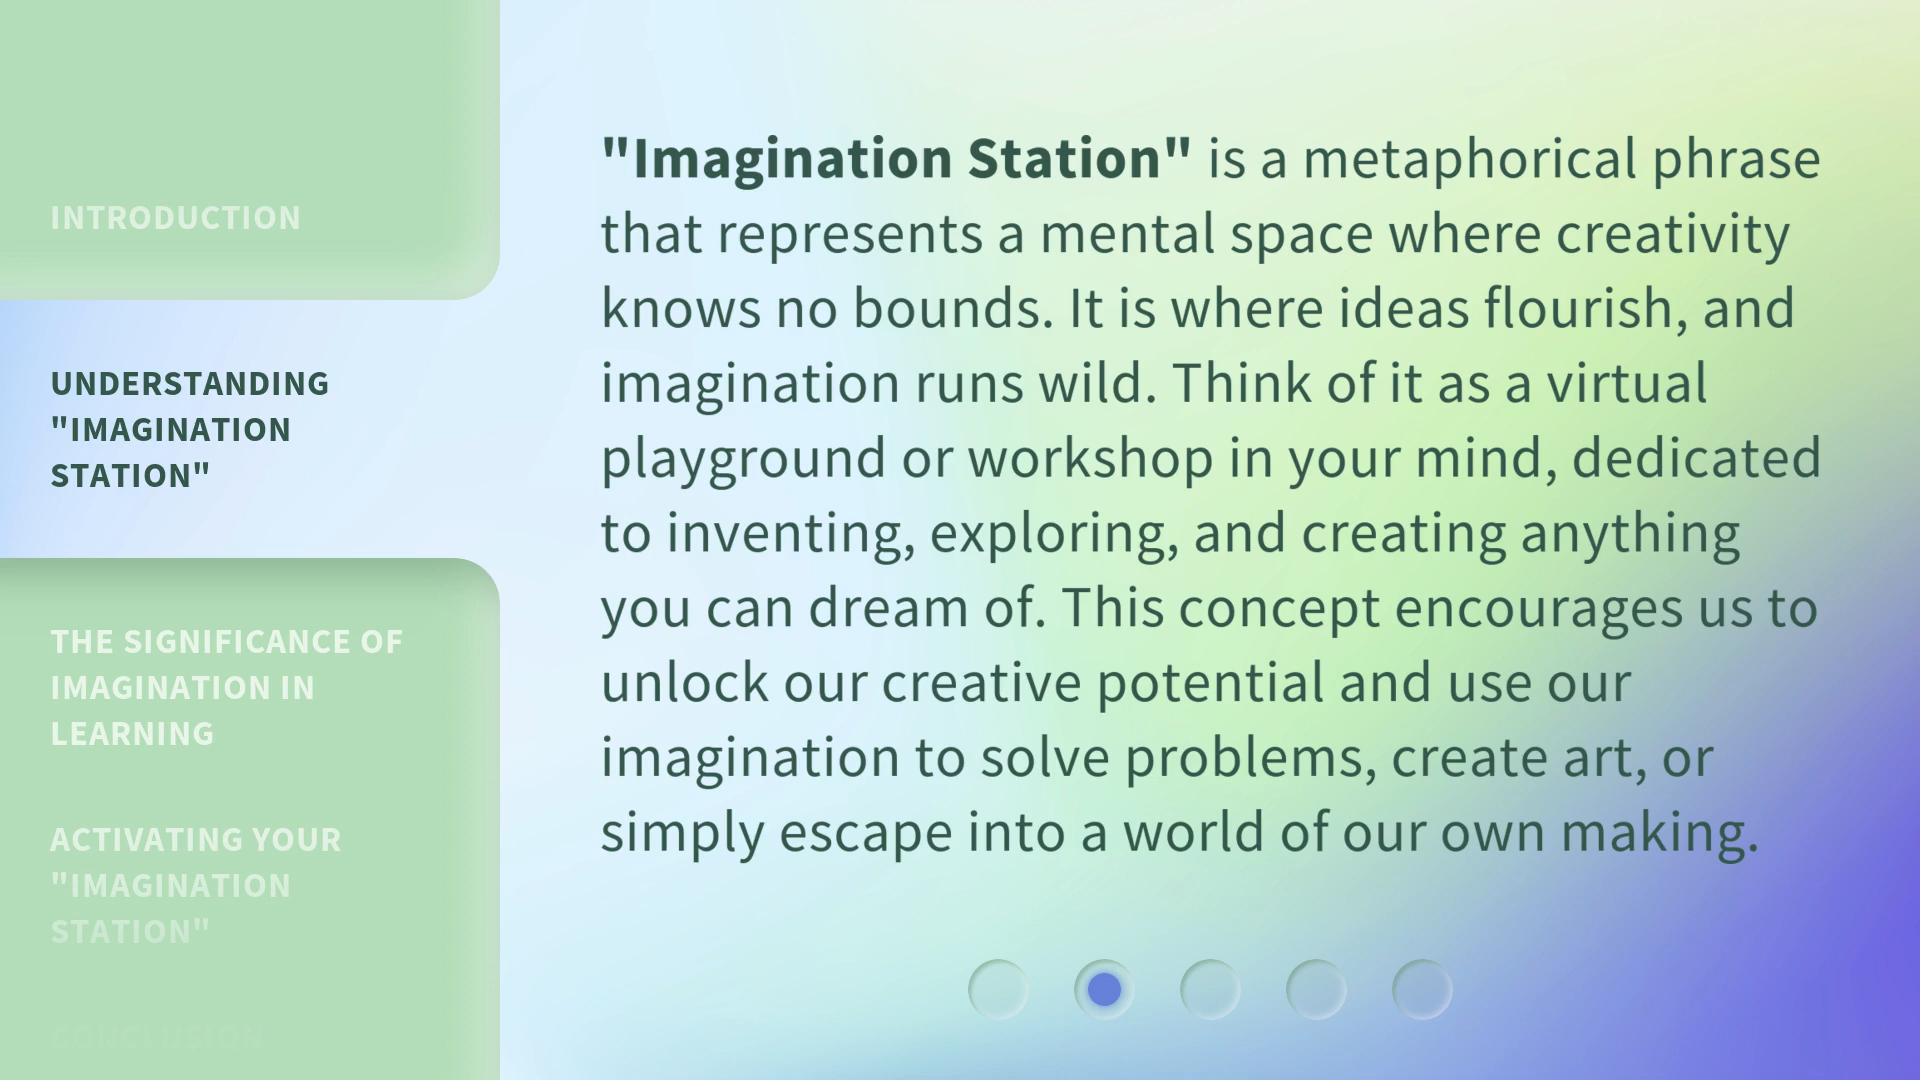 INTRODUCTION
UNDERSTANDING
"IMAGINATION
STATION"
THE SIGNIFICANCE OF
IMAGINATION IN
LEARNING
ACTIVATING YOUR
"IMAGINATION
STATION"
CONCLUSION
"Imagination Station" is a metaphorical phrase
that represents a mental space where creativity
knows no bounds. It is where ideas flourish, and
imagination runs wild. Think of it as a virtual
playground or workshop in your mind, dedicated
to inventing, exploring, and creating anything
you can dream of. This concept encourages us to
unlock our creative potential and use our
imagination to solve problems, create art, or
simply escape into a world of our own making.